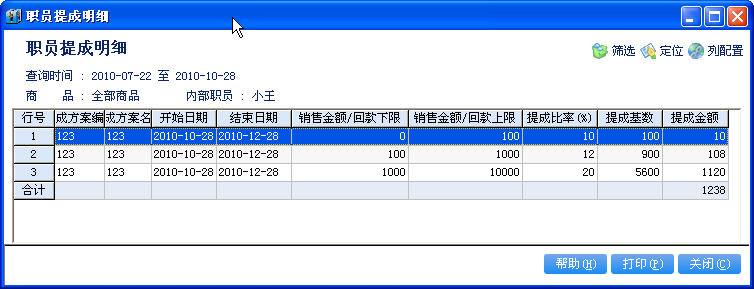 职员提成明细
职员提成明细
筛选 定位 列配置
查询时间 : 2010-07-22 至 2010-10-28
商 品 : 全部商品 内部职员 : 小王
行号 成方案编 成方案名 开始日期 结束日期 销售金额/回款下限 销售金额/回款上限 提成比率(%) 提成基数 提成金额
1 123 123 2010-10-28 2010-12-28 0 100 10 100 10
2 123 123 2010-10-28 2010-12-28 100 1000 12 900 108
3 123 123 2010-10-28 2010-12-28 1000 10000 20 5600 1120
合计 1238
帮助(H) 打印(P) 关闭(C)